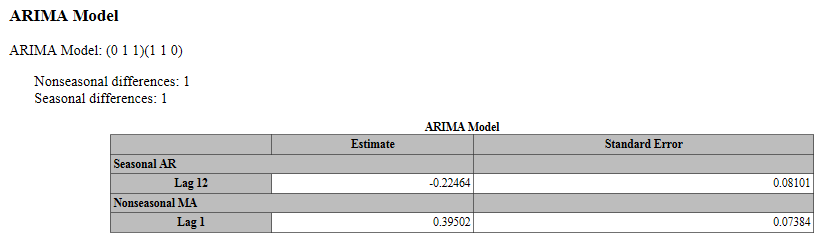 ARIMA Model
ARIMA Model: (0 1 1)(1 1 0)
Nonseasonal differences: 1
Seasonal differences: 1
ARIMA Model
Estimate Standard Error
Seasonal AR
Lag 12 -0.22464 0.08101
Nonseasonal MA
Lag 1 0.39502 0.07384